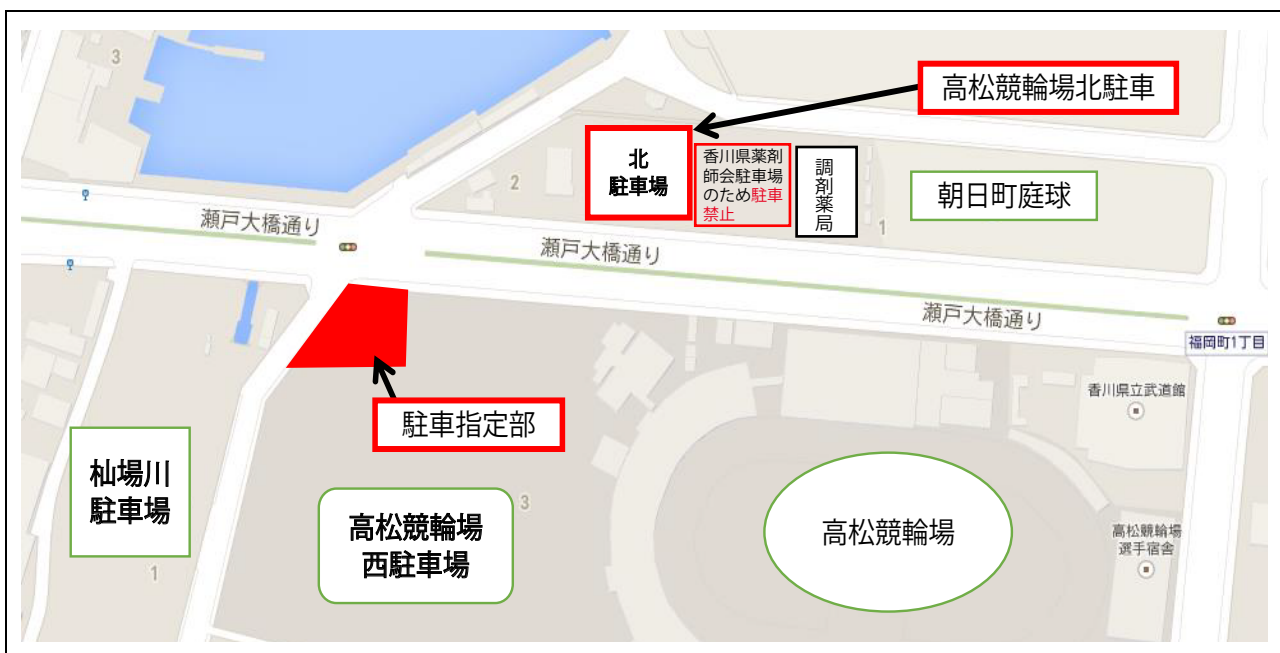 3
高松競輪場北駐車
北
駐車場
香川県薬剤
師会駐車場
のため駐車
禁止
調剤薬局
朝日町庭球
2
1
瀬戸大橋通り
瀬戸大橋通り
瀬戸大橋通り
福岡町1丁目
香川県立武道館
駐車指定部
杣場川
駐車場
1
高松競輪場
西駐車場
3
高松競輪場
高松競輪場
選手宿舎